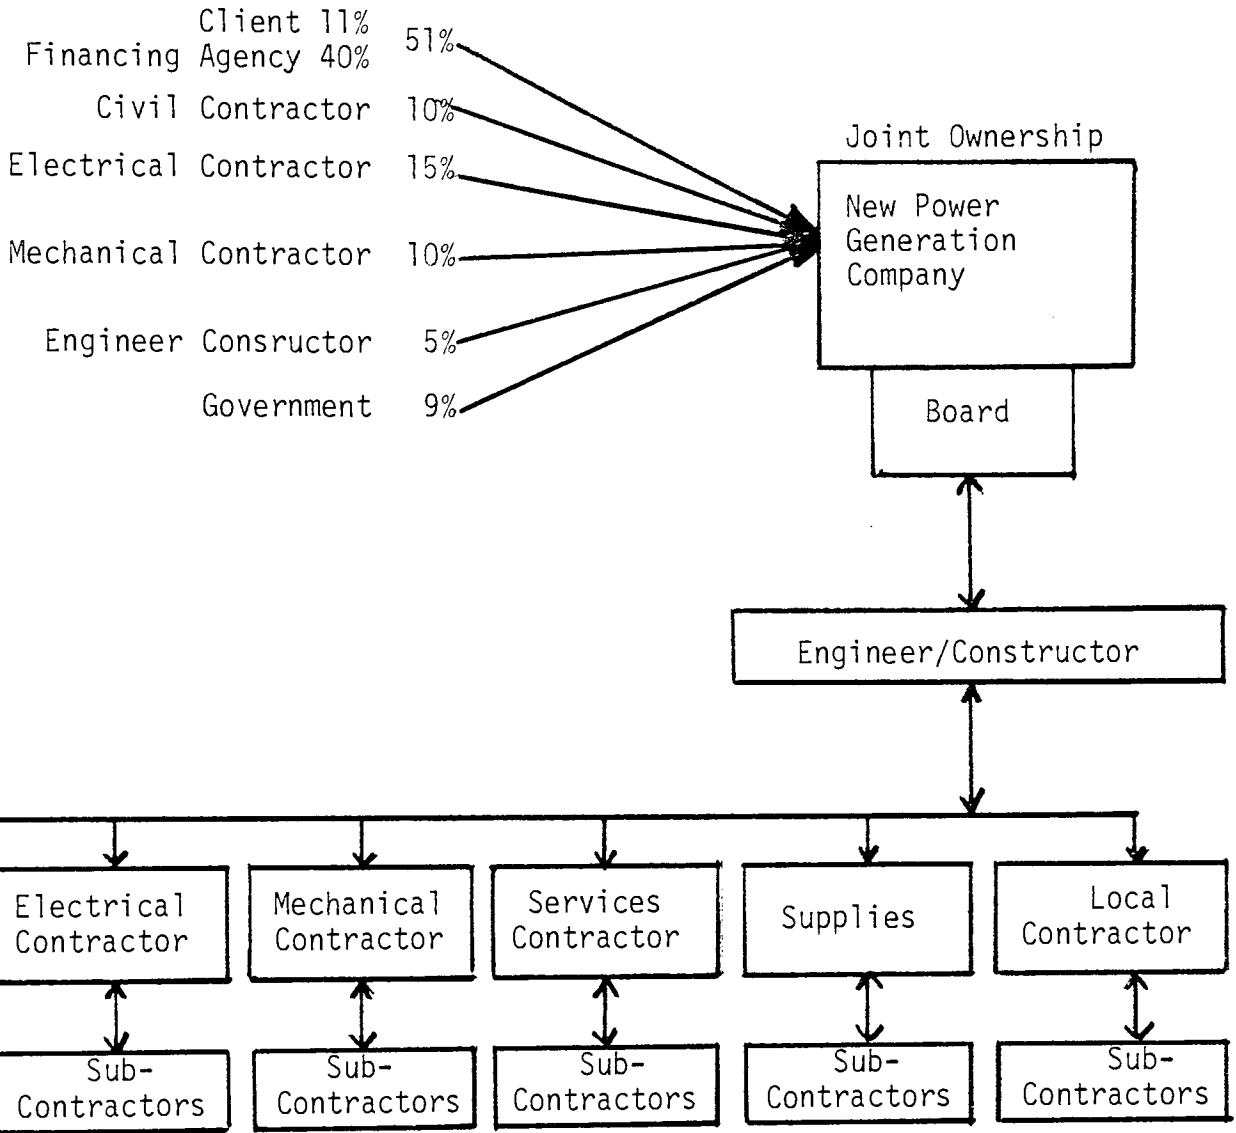 Client 11%
Financing Agency 40%
51%
Civil Contractor 10%
Electrical Contractor 15%
Mechanical Contractor 10%
Engineer Consructor 5%
Government 9%
Joint Ownership
New Power
Generation
Company
Board
Engineer/Constructor
Electrical
Contractor
Mechanical
Contractor
Services
Contractor
Supplies
Local
Contractor
Sub-
Contractors
Sub-
Contractors
Sub-
Contractors
Sub-
Contractors
Sub-
Contractors